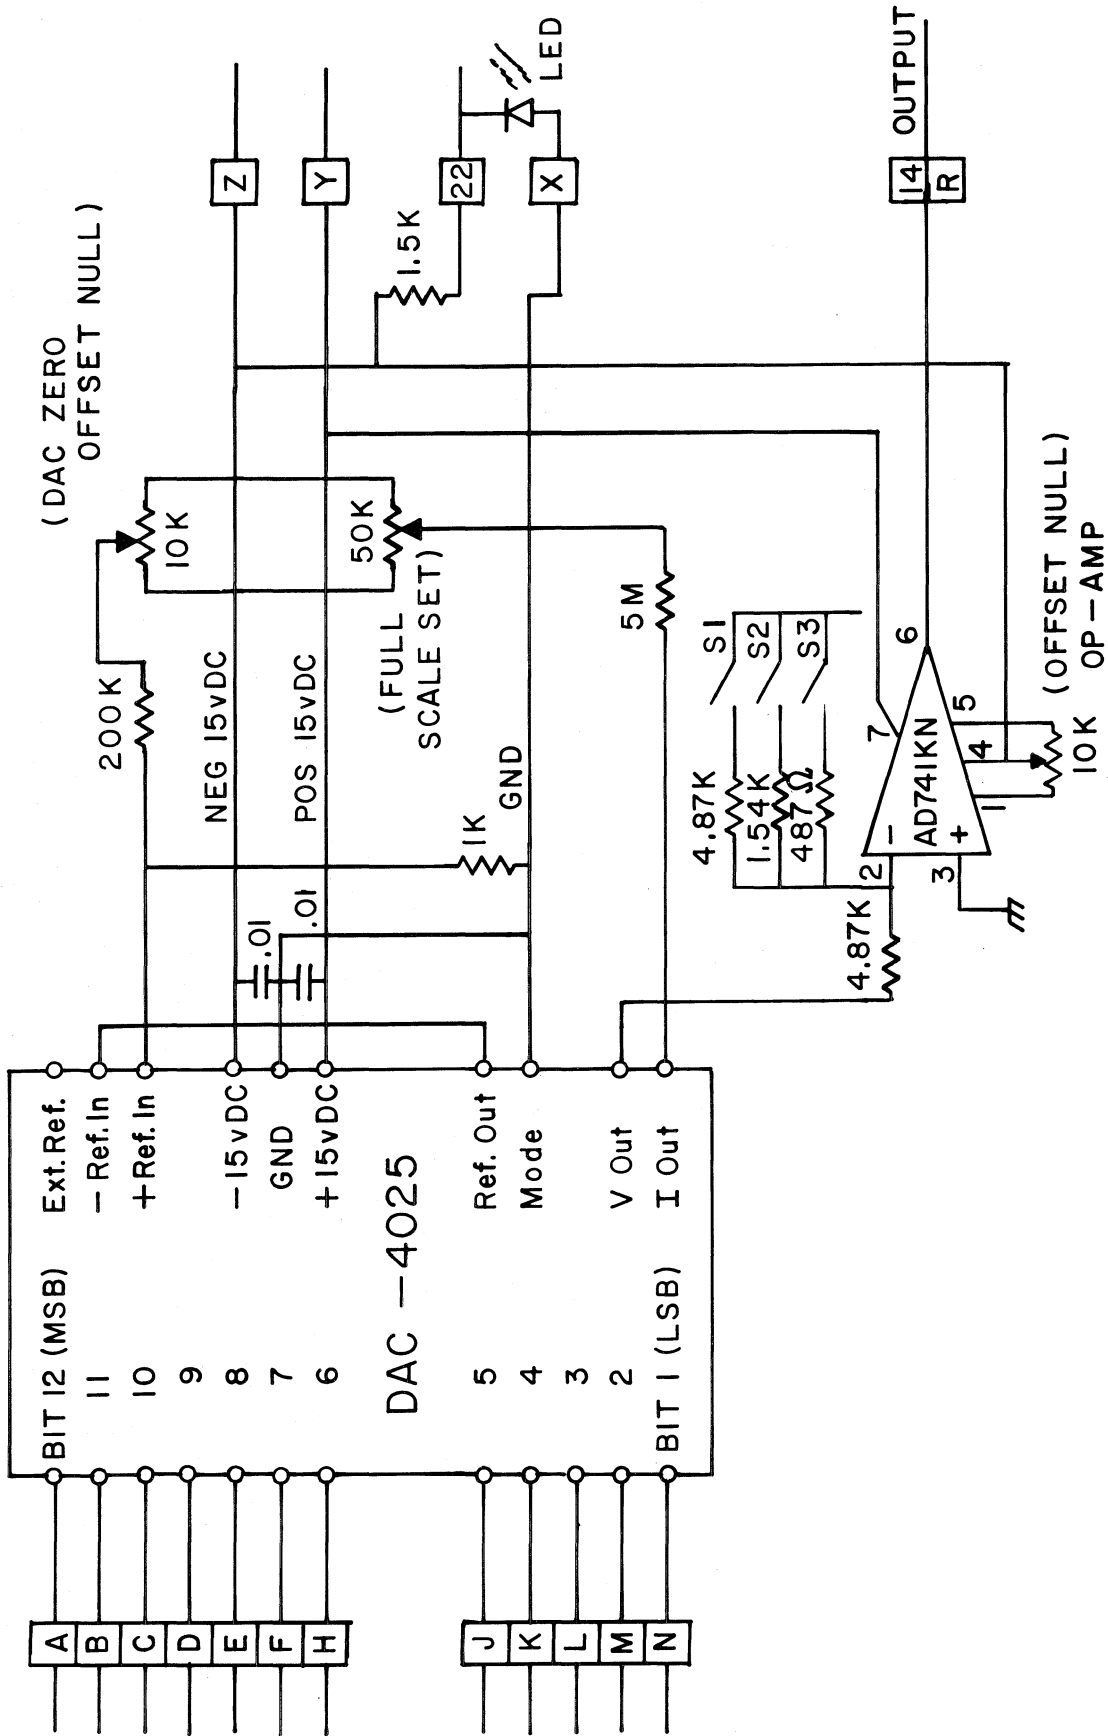 A
B
C
D
E
F
H
J
K
L
M
N
BIT 12 (MSB)
11
10
9
8
7
6
5
4
3
2
BIT 1 (LSB)
DAC -4025
Ext. Ref.
- Ref. In
+ Ref. In
- 15vDC
GND
+ 15vDC
Ref. Out
Mode
V Out
I Out
.01
.01
NEG 15vDC
POS 15vDC
GND
200K
1K
(DAC ZERO
OFFSET NULL)
10K
50K
(FULL
SCALE SET)
5M
1.5K
Z
Y
22
X
LED
4.87K
4.87K
1.54K
487 Ω
S1
S2
S3
2
3
-
+
AD741KN
7
6
1
4
5
10K
(OFFSET NULL)
OP-AMP
14
R
OUTPUT